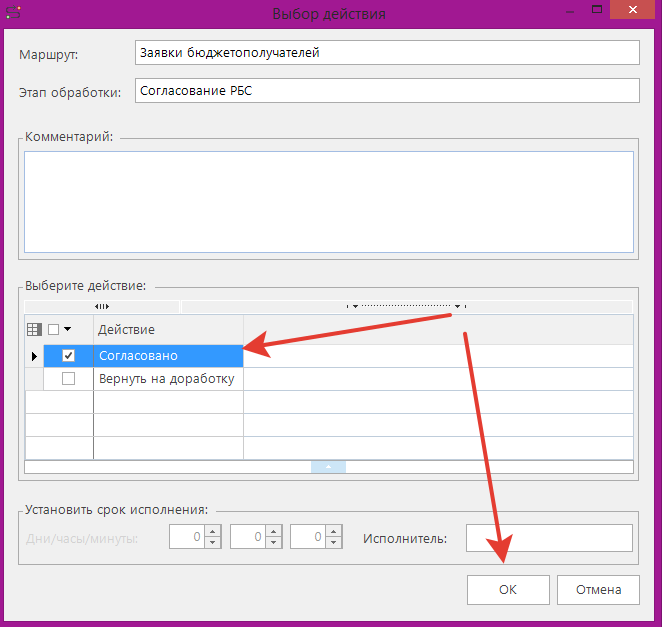 Выбор действия
Маршрут: Заявки бюджетополучателей
Этап обработки: Согласование РБС
Комментарий:
Выберите действие:
Действие
Согласовано
Вернуть на доработку
Установить срок исполнения:
Дни/часы/минуты: 0 0 0 Исполнитель:
ОК Отмена